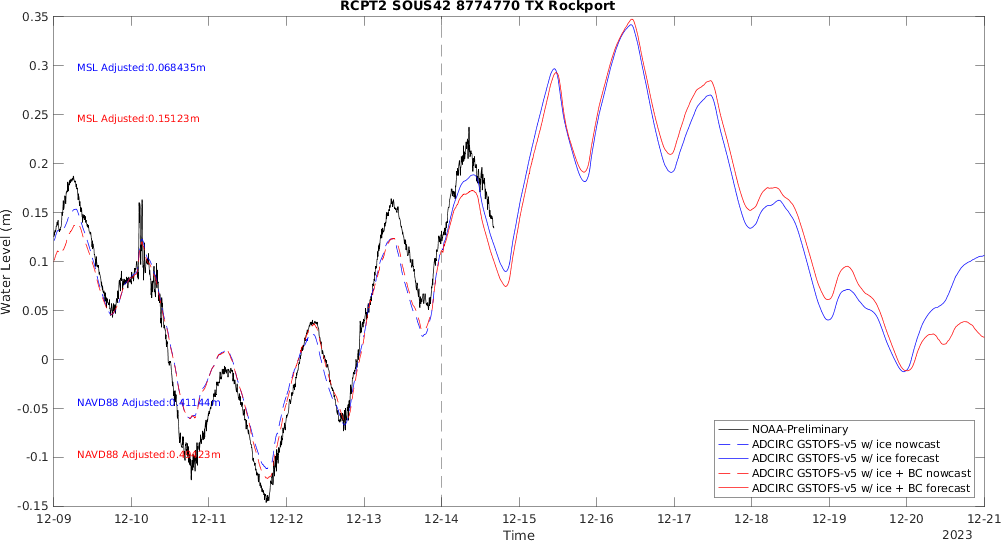 RCPT2 SOUS42 8774770 TX Rockport
0.35
0.3
0.25
0.2
0.15
0.1
0.05
0
-0.05
-0.1
-0.15
Water Level (m)
MSL Adjusted:0.068435m
MSL Adjusted:0.15123m
NAVD88 Adjusted:0.41144m
NAVD88 Adjusted:
NOAA-Preliminary
ADCIRC GSTOFS-v5 w/ ice nowcast
ADCIRC GSTOFS-v5 w/ ice forecast
ADCIRC GSTOFS-v5 w/ ice + BC nowcast
ADCIRC GSTOFS-v5 w/ ice + BC forecast
12-09 12-10 12-11 12-12 12-13 12-14 12-15 12-16 12-17 12-18 12-19 12-20 12-21
Time
2023